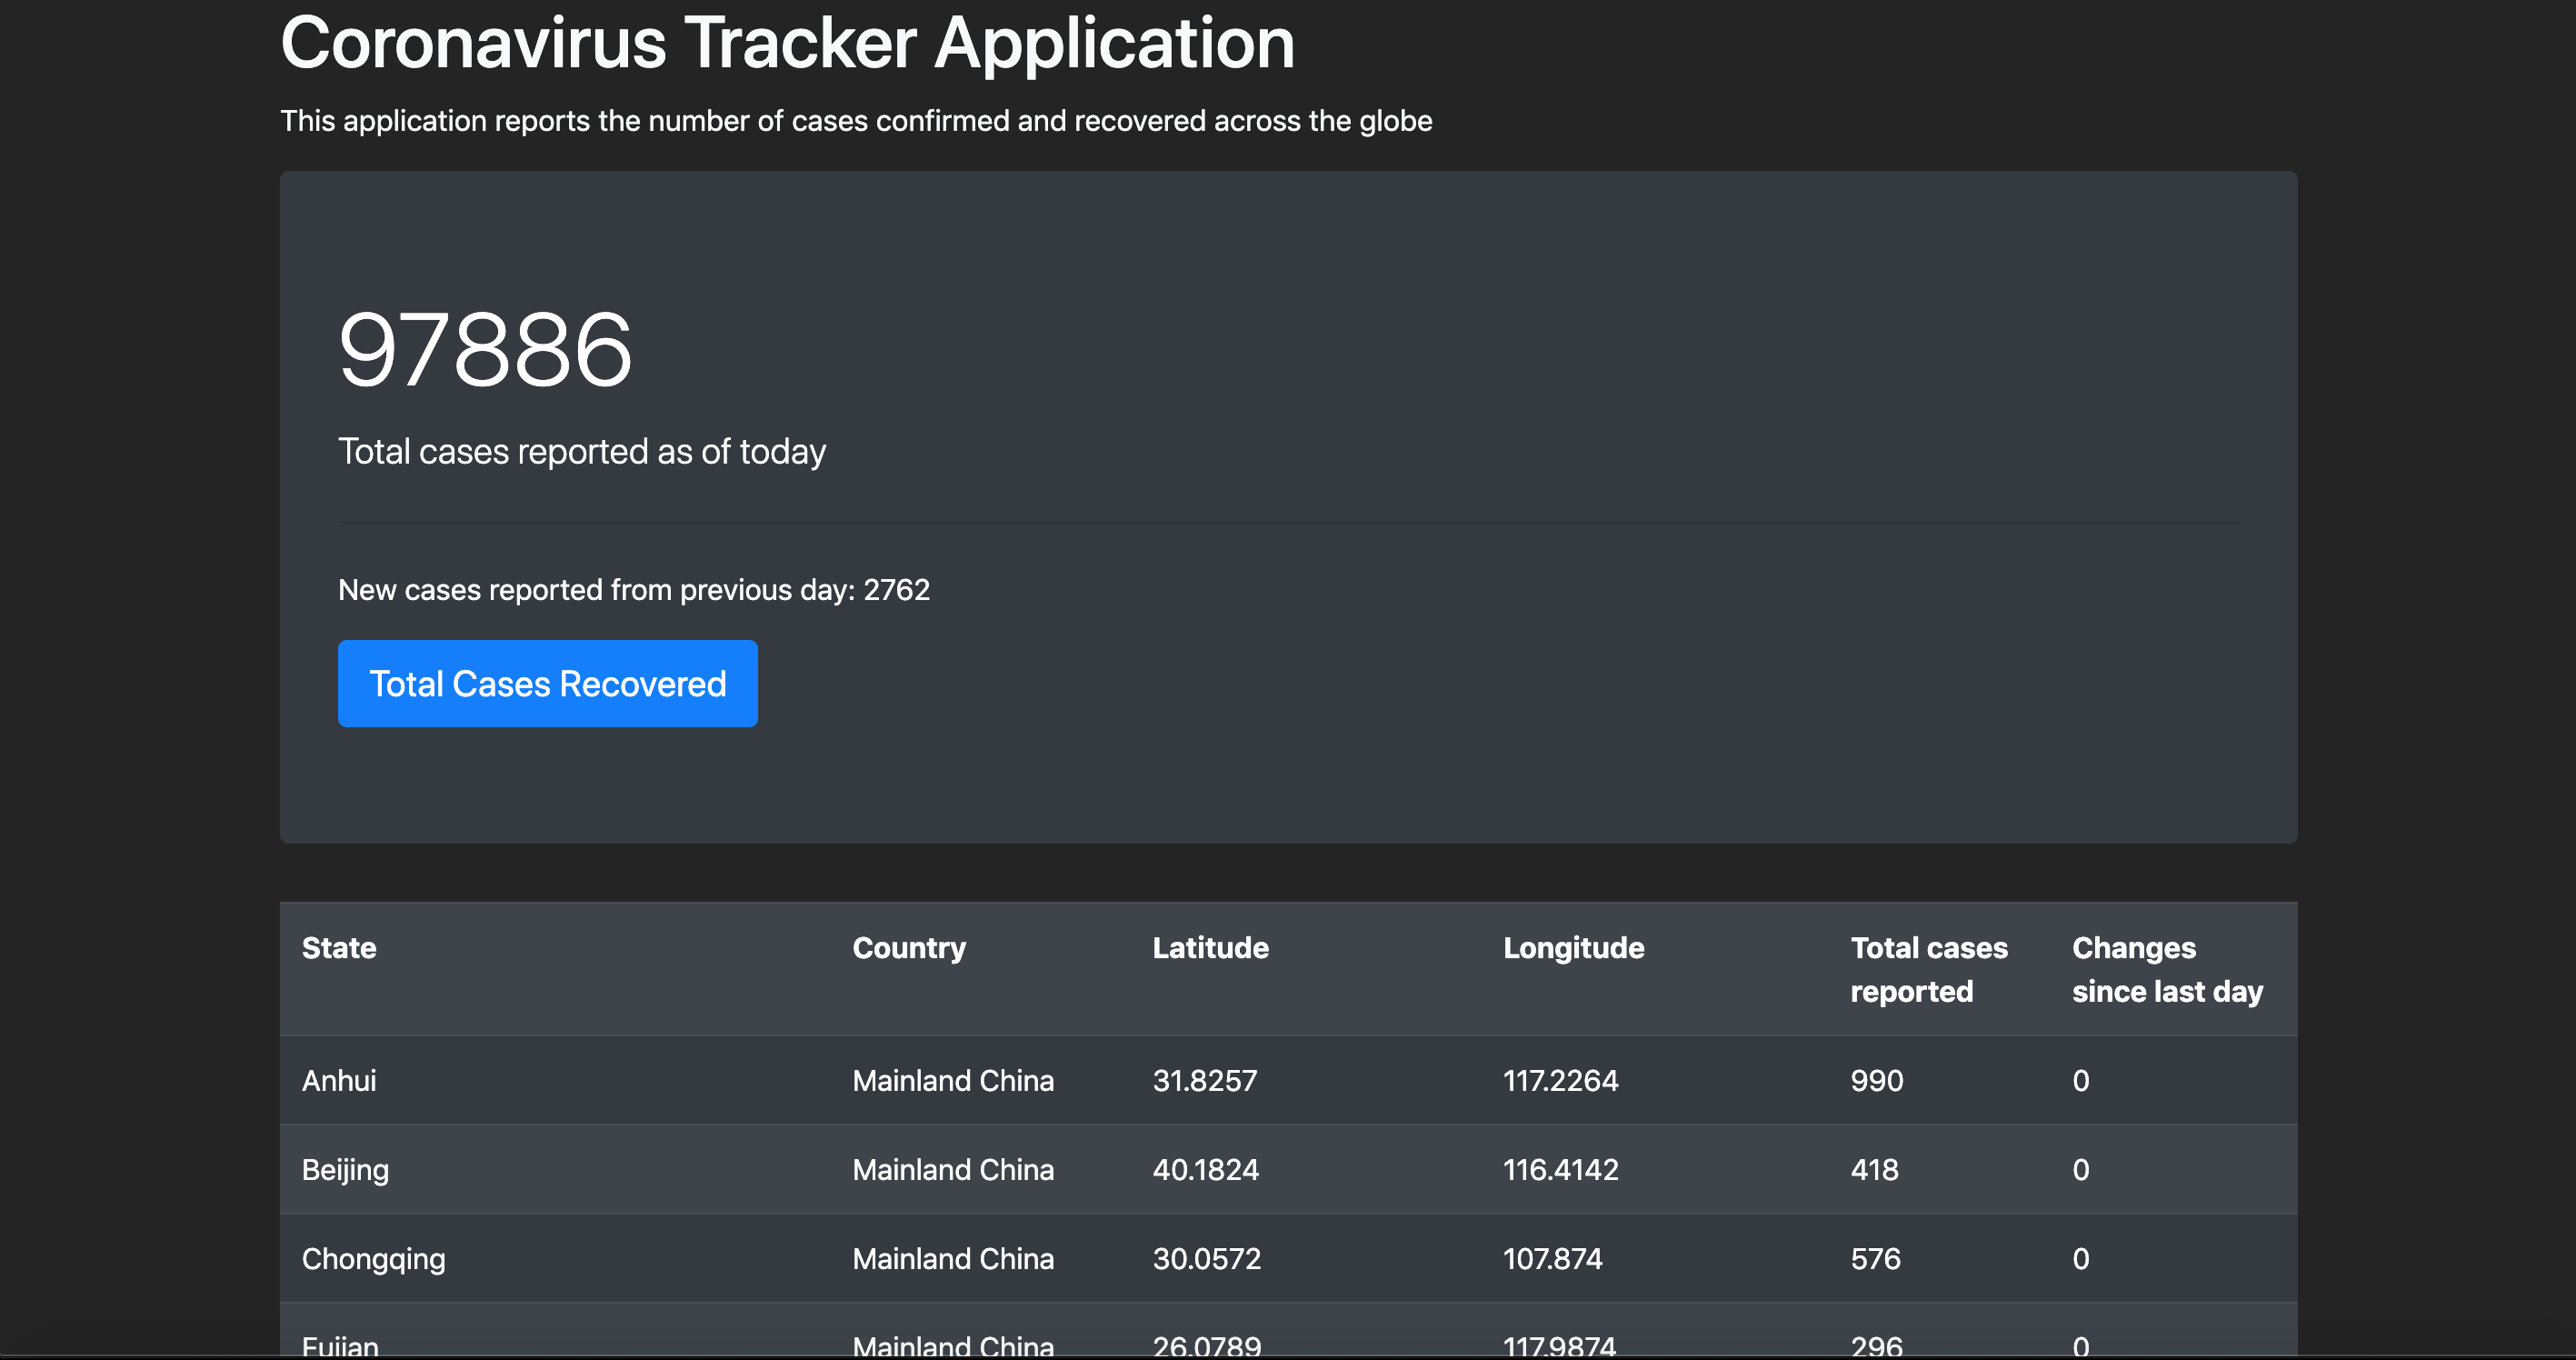 Coronavirus Tracker Application
This application reports the number of cases confirmed and recovered across the globe
97886
Total cases reported as of today
New cases reported from previous day: 2762
Total Cases Recovered
State Country Latitude Longitude Total cases reported Changes since last day
Anhui Mainland China 31.8257 117.2264 990 0
Beijing Mainland China 40.1824 116.4142 418 0
Chongqing Mainland China 30.0572 107.874 576 0
Fujian Mainland China 26.0789 117.9874 296 0